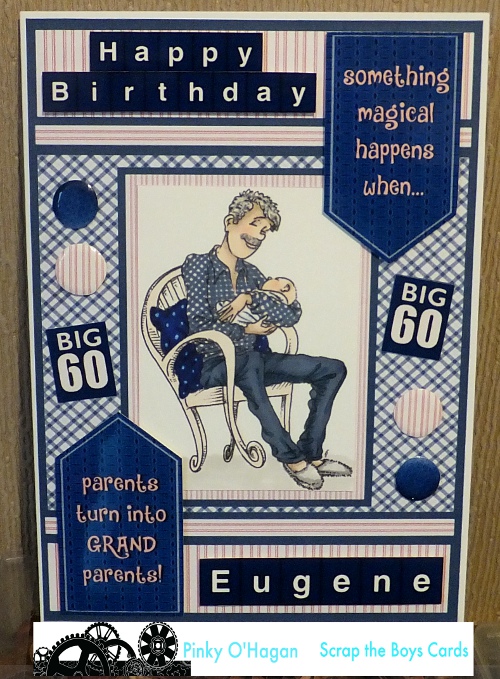 Happy
Birthday
something
magical
happens
when...
BIG
60
BIG
60
parents
turn into
GRAND
parents!
Eugene
Pinky O'Hagan Scrap the Boys Cards